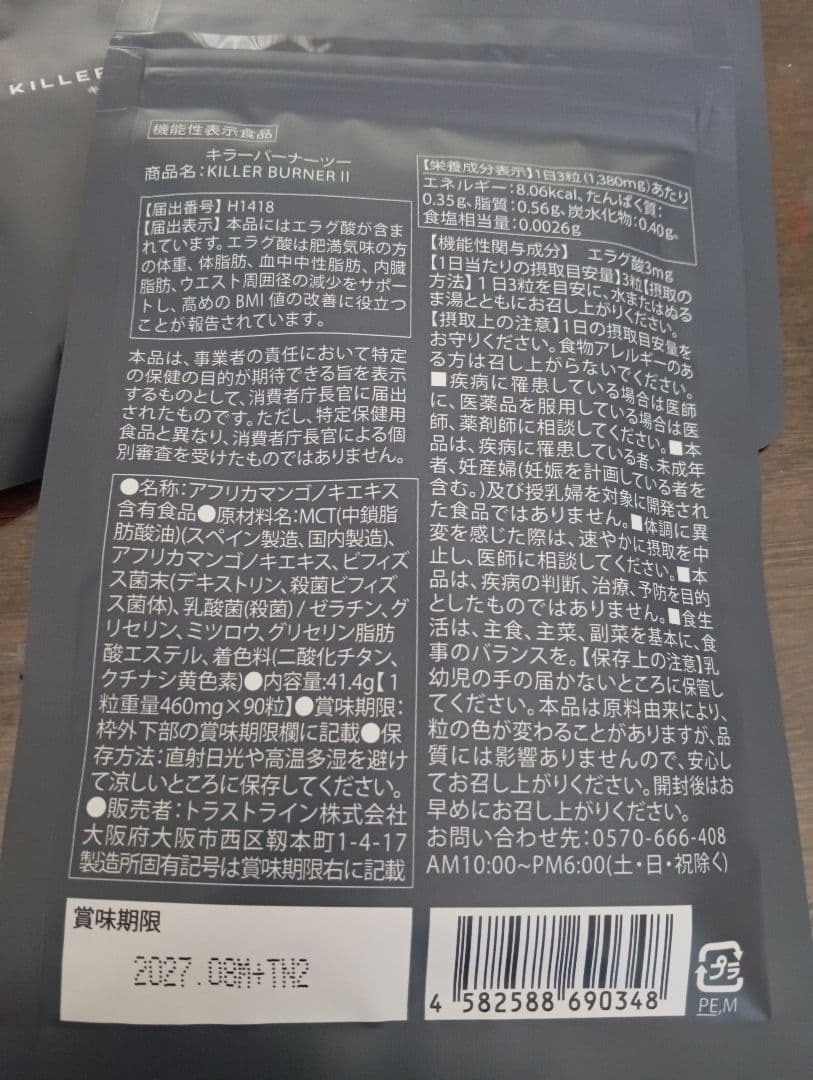 KILLER
機能性表示食品
キラーバーナーツー
商品名：KILLER BURNER II
【届出番号】H1418
【届出表示】本品にはエラグ酸が含ま
れています。エラグ酸は肥満気味の方
の体重、体脂肪、血中中性脂肪、内臓
脂肪、ウエスト周囲径の減少をサポー
トし、高めのBMI値の改善に役立つ
ことが報告されています。
本品は、事業者の責任において特定
の保健の目的が期待できる旨を表示
するものとして、消費者庁長官に届出
されたものです。ただし、特定保健用
食品と異なり、消費者庁長官による個
別審査を受けたものではありません。
●名称：アフリカマンゴノキエキス
含有食品●原材料名：MCT(中鎖脂
肪酸油)(スペイン製造、国内製造)、
アフリカマンゴノキエキス、ビフィズ
ス菌末(デキストリン、殺菌ビフィズ
ス菌体)、乳酸菌(殺菌) / ゼラチン、グ
リセリン、ミツロウ、グリセリン脂肪
酸エステル、着色料(二酸化チタン、
クチナシ黄色素)●内容量：41.4g【1
粒重量460mg×90粒】●賞味期限：
枠外下部の賞味期限欄に記載●保
存方法：直射日光や高温多湿を避け
て涼しいところに保存してください。
●販売者：トラストライン株式会社
大阪府大阪市西区靱本町1-4-17
製造所固有記号は賞味期限右に記載
【栄養成分表示】1日3粒(1,380mg)あたり
エネルギー：8.06kcal、たんぱく質：
0.35g、脂質：0.56g、炭水化物：0.40g、
食塩相当量：0.0026g
【機能性関与成分】 エラグ酸3mg
【1日当たりの摂取目安量】3粒【摂取の
方法】1日3粒を目安に、水またはぬる
ま湯とともにお召し上がりください。
【摂取上の注意】1日の摂取目安量を
お守りください。食物アレルギーのあ
る方は召し上がらないでください。
■疾病に罹患している場合は医師
に、医薬品を服用している場合は医
師、薬剤師に相談してください。■本
品は、疾病に罹患している者、未成年
者、妊産婦(妊娠を計画している者を
含む。)及び授乳婦を対象に開発され
た食品ではありません。■体調に異
変を感じた際は、速やかに摂取を中
止し、医師に相談してください。■本
品は、疾病の判断、治療、予防を目的
としたものではありません。■食生
活は、主食、主菜、副菜を基本に、食
事のバランスを。【保存上の注意】乳
幼児の手の届かないところに保管し
てください。本品は原料由来により、
粒の色が変わることがありますが、品
質には影響ありませんので、安心し
てお召し上がりください。開封後はお
早めにお召し上がりください。
お問い合わせ先：0570-666-408
AM10:00~PM6:00(土・日・祝除く)
賞味期限
2027.08M+TN2
4 582588 690348
プラ
PE,M